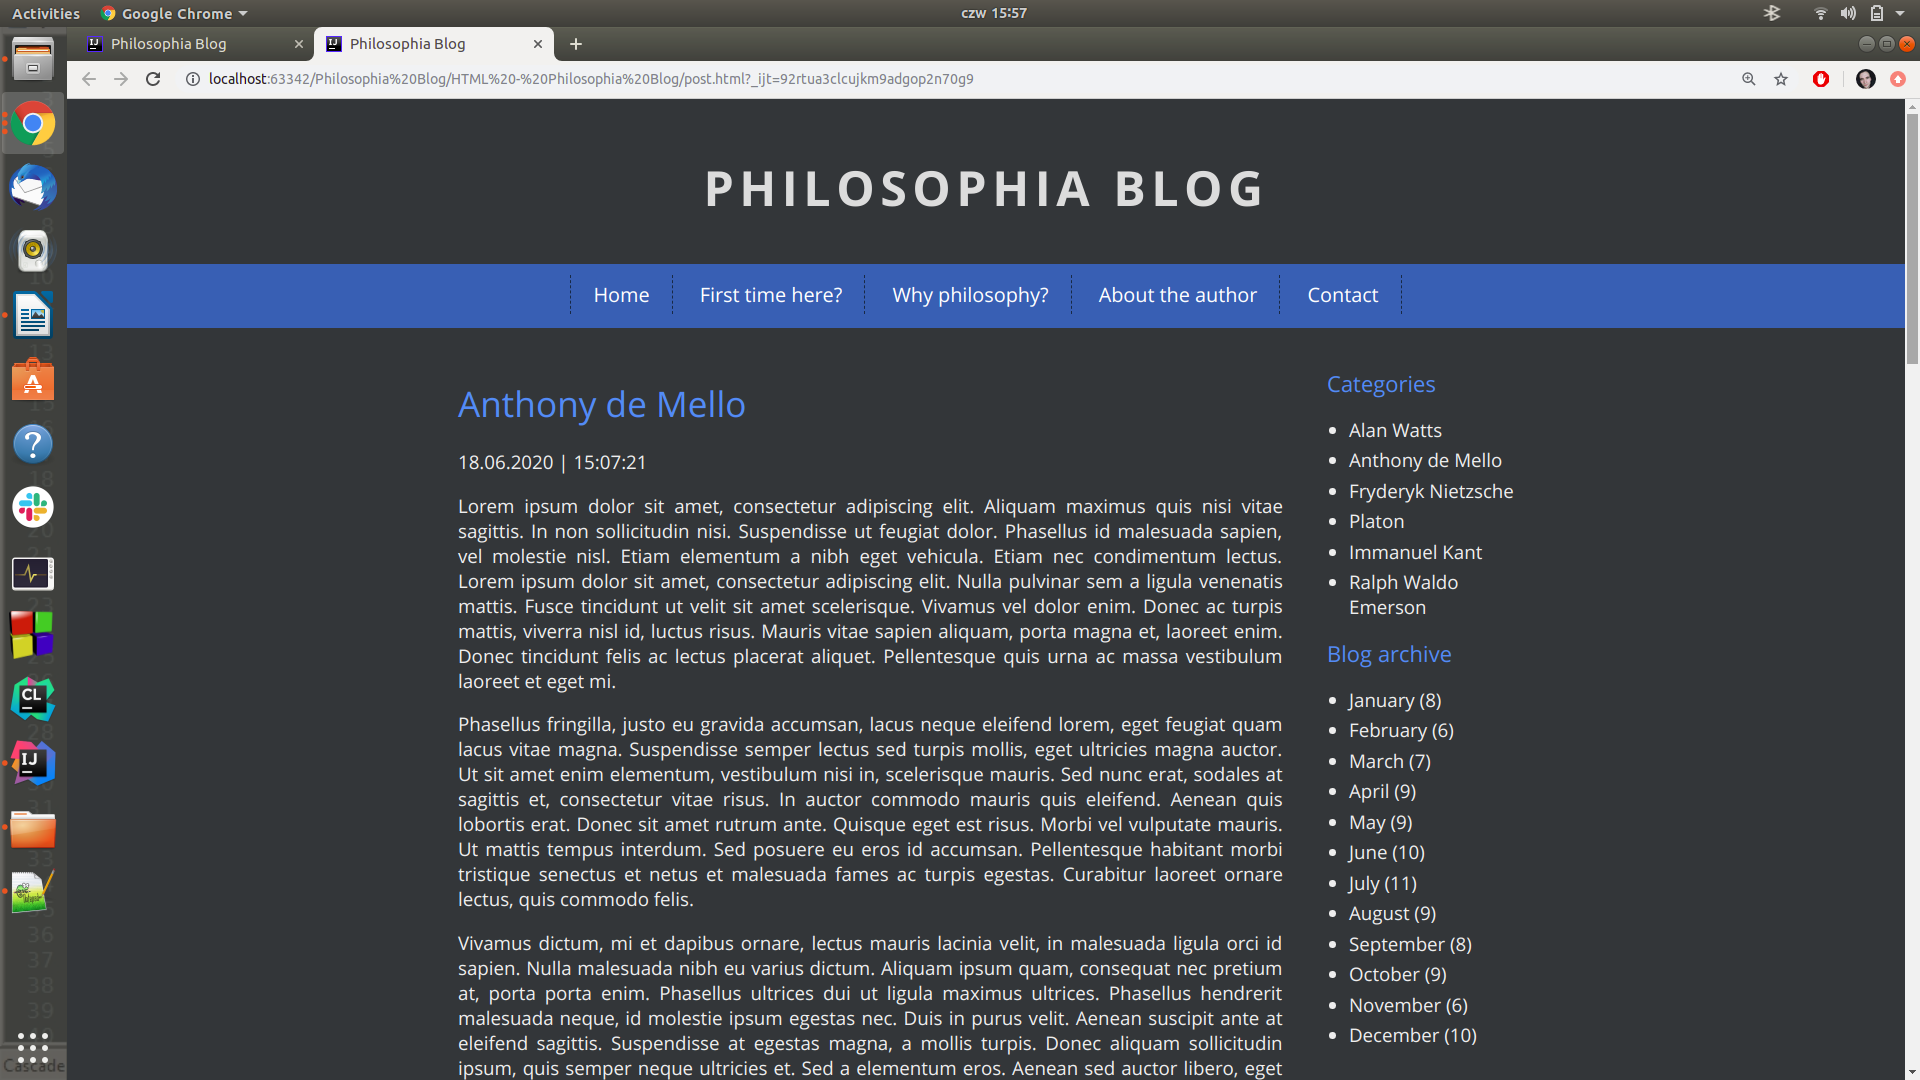 Activities
Google Chrome
czw 15:57
Philosophia Blog
Philosophia Blog
localhost:63342/Philosophia%20Blog/HTML%20-%20Philosophia%20Blog/post.html?_ijt=92rtua3clcujkm9adgop2n70g9
PHILOSOPHIA BLOG
Home
First time here?
Why philosophy?
About the author
Contact
Anthony de Mello
18.06.2020 | 15:07:21
Lorem ipsum dolor sit amet, consectetur adipiscing elit. Aliquam maximus quis nisi vitae
sagittis. In non sollicitudin nisi. Suspendisse ut feugiat dolor. Phasellus id malesuada sapien,
vel molestie nisl. Etiam elementum a nibh eget vehicula. Etiam nec condimentum lectus.
Lorem ipsum dolor sit amet, consectetur adipiscing elit. Nulla pulvinar sem a ligula venenatis
mattis. Fusce tincidunt ut velit sit amet scelerisque. Vivamus vel dolor enim. Donec ac turpis
mattis, viverra nisl id, luctus risus. Mauris vitae sapien aliquam, porta magna et, laoreet enim.
Donec tincidunt felis ac lectus placerat aliquet. Pellentesque quis urna ac massa vestibulum
laoreet et eget mi.
Phasellus fringilla, justo eu gravida accumsan, lacus neque eleifend lorem, eget feugiat quam
lacus vitae magna. Suspendisse semper lectus sed turpis mollis, eget ultricies magna auctor.
Ut sit amet enim elementum, vestibulum nisi in, scelerisque mauris. Sed nunc erat, sodales at
sagittis et, consectetur vitae risus. In auctor commodo mauris quis eleifend. Aenean quis
lobortis erat. Donec sit amet rutrum ante. Quisque eget est risus. Morbi vel vulputate mauris.
Ut mattis tempus interdum. Sed posuere eu eros id accumsan. Pellentesque habitant morbi
tristique senectus et netus et malesuada fames ac turpis egestas. Curabitur laoreet ornare
lectus, quis commodo felis.
Vivamus dictum, mi et dapibus ornare, lectus mauris lacinia velit, in malesuada ligula orci id
sapien. Nulla malesuada nibh eu varius dictum. Aliquam ipsum quam, consequat nec pretium
at, porta porta enim. Phasellus ultrices dui ut ligula maximus ultrices. Phasellus hendrerit
malesuada neque, id molestie ipsum egestas nec. Duis in purus velit. Aenean suscipit ante at
eleifend sagittis. Suspendisse at egestas magna, a mollis turpis. Donec aliquam sollicitudin
ipsum, quis semper neque ultricies et. Sed a elementum eros. Aenean sed auctor libero, eget
Categories
Alan Watts
Anthony de Mello
Fryderyk Nietzsche
Platon
Immanuel Kant
Ralph Waldo
Emerson
Blog archive
January (8)
February (6)
March (7)
April (9)
May (9)
June (10)
July (11)
August (9)
September (8)
October (9)
November (6)
December (10)
CL
IJ
36
37
38
39
Cascade